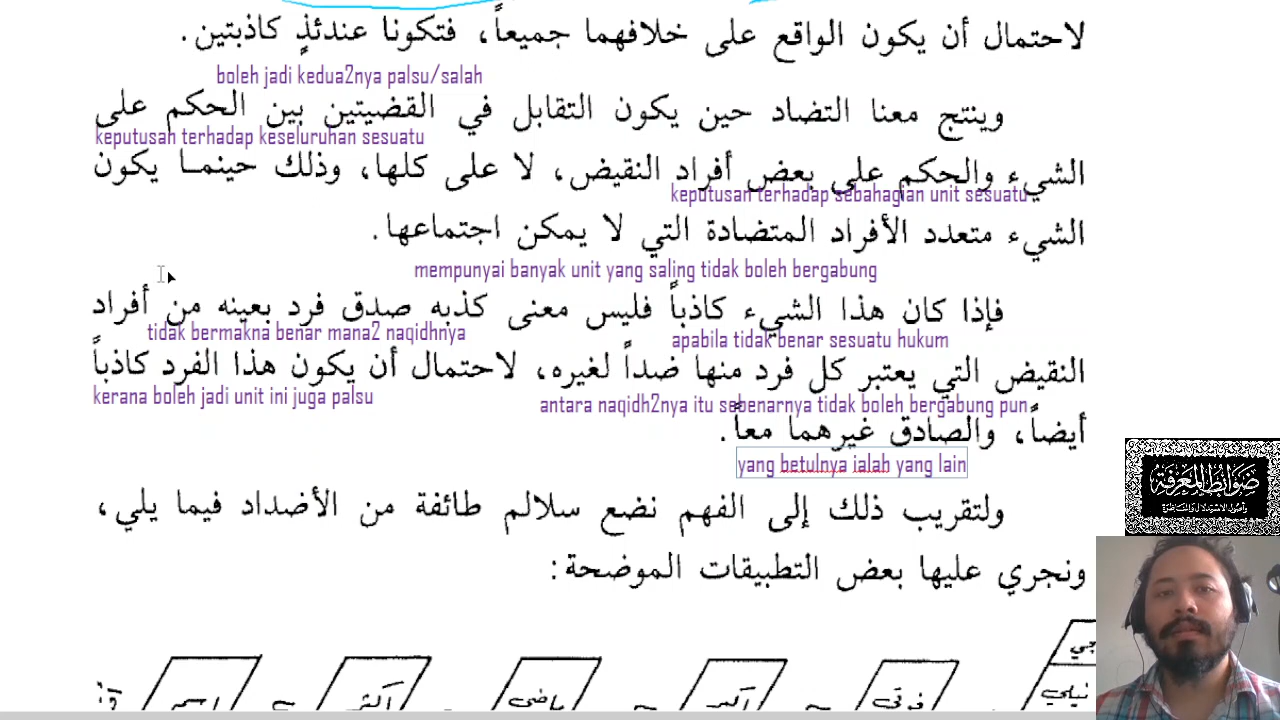 لاحتمال أن يكون الواقع على خلافهما جميعاً، فتكونا عندئذٍ كاذبتين.
boleh jadi kedua2nya palsu/salah
وينتج معنا التضاد حين يكون التقابل في القضيتين بين الحكم على
keputusan terhadap keseluruhan sesuatu
الشيء والحكم على بعض أفراد النقيض، لا على كلها، وذلك حينما يكون
keputusan terhadap sebahagian unit sesuatu
الشيء متعدد الأفراد المتضادة التي لا يمكن اجتماعها.
mempunyai banyak unit yang saling tidak boleh bergabung
فإذا كان هذا الشيء كاذباً فليس معنى كذبه صدق فرد بعينه من أفراد
apabila tidak benar sesuatu hukum tidak bermakna benar mana2 naqidhnya
النقيض التي يعتبر كل فرد منها ضداً لغيره، لاحتمال أن يكون هذا الفرد كاذباً
antara naqidh2nya itu sebenarnya tidak boleh bergabung pun kerana boleh jadi unit ini juga palsu
أيضاً، والصادق غيرهما معاً.
yang betulnya ialah yang lain
ولتقريب ذلك إلى الفهم نضع سلالم طائفة من الأضداد فيما يلي،
ونجري عليها بعض التطبيقات الموضحة:
ضوابط المعرفة
نيلي